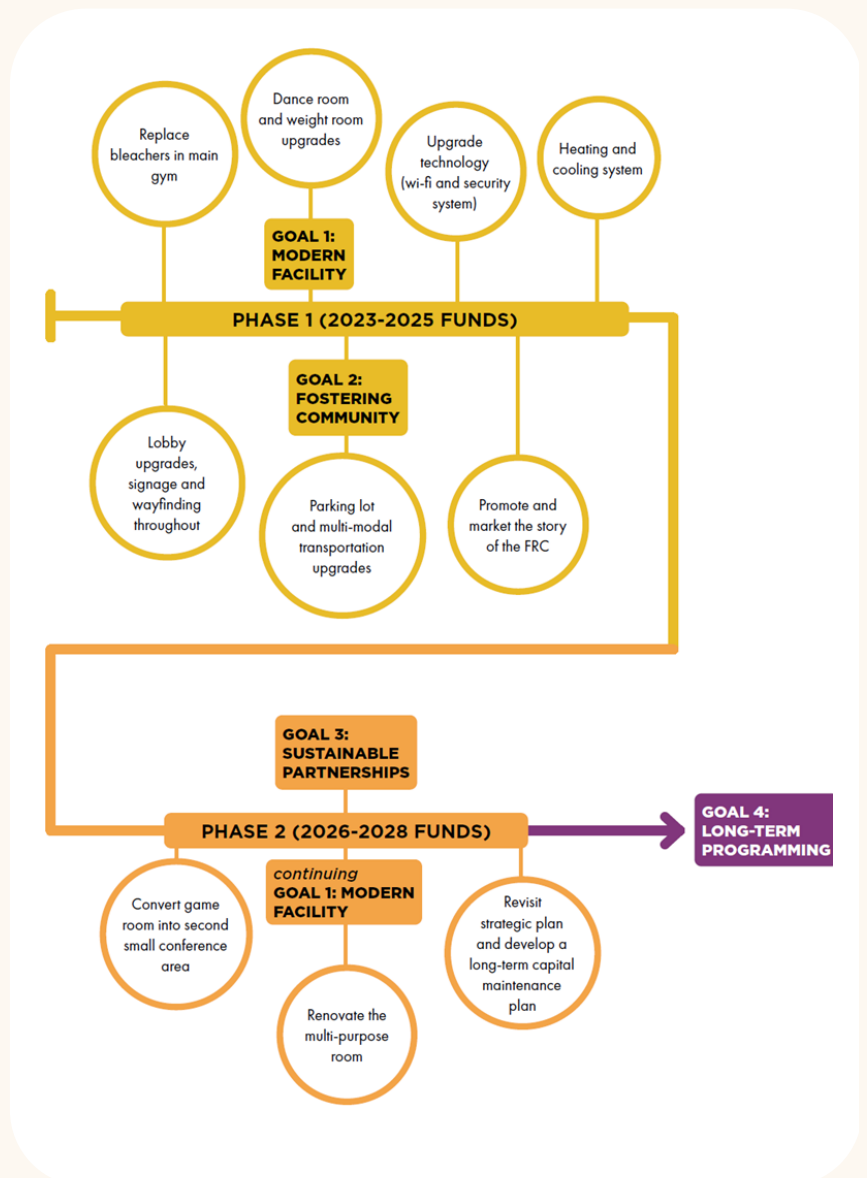 Replace
bleachers in main
gym
Dance room
and weight room
upgrades
Upgrade
technology
(wi-fi and security
system)
Heating and
cooling system
GOAL 1:
MODERN
FACILITY
PHASE 1 (2023-2025 FUNDS)
GOAL 2:
FOSTERING
COMMUNITY
Lobby
upgrades,
signage and
wayfinding
throughout
Parking lot
and multi-modal
transportation
upgrades
Promote and
market the story
of the FRC
GOAL 3:
SUSTAINABLE
PARTNERSHIPS
PHASE 2 (2026-2028 FUNDS)
GOAL 4:
LONG-TERM
PROGRAMMING
Convert game
room into second
small conference
area
continuing
GOAL 1: MODERN
FACILITY
Renovate the
multi-purpose
room
Revisit
strategic plan
and develop a
long-term capital
maintenance
plan